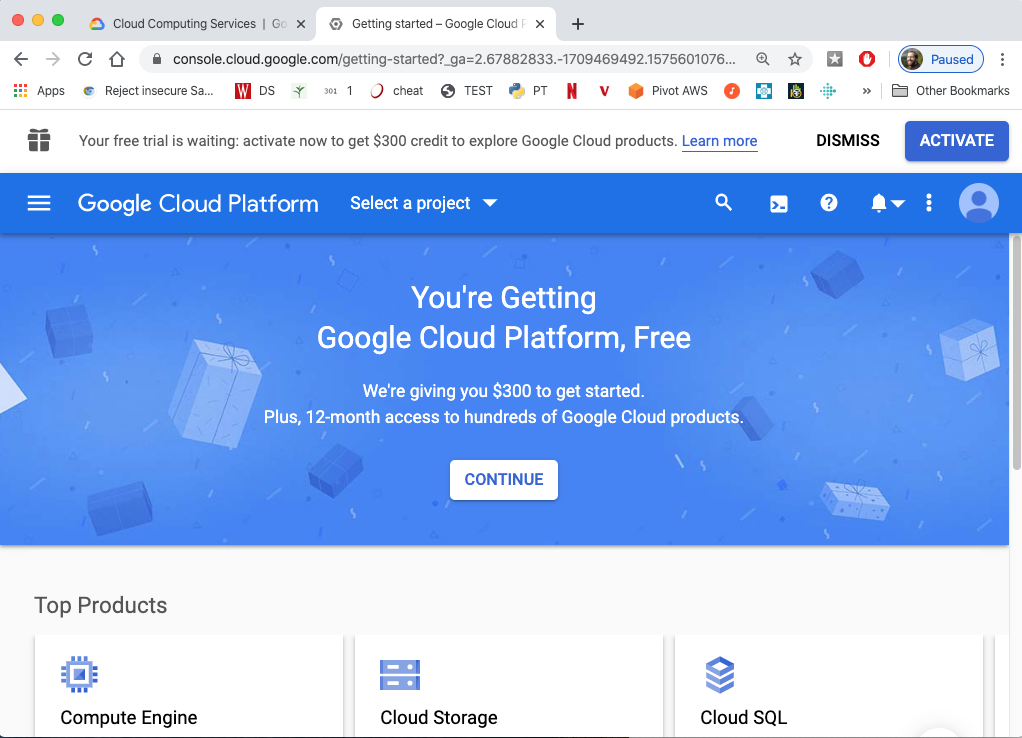 Cloud Computing Services | Go
Getting started – Google Cloud P
console.cloud.google.com/getting-started?_ga=2.67882833.-1709469492.1575601076...
Paused
Apps
Reject insecure Sa...
DS
301 1
cheat
TEST
PT
Pivot AWS
»
Other Bookmarks
Your free trial is waiting: activate now to get $300 credit to explore Google Cloud products. Learn more
DISMISS
ACTIVATE
Google Cloud Platform
Select a project
You're Getting
Google Cloud Platform, Free
We're giving you $300 to get started.
Plus, 12-month access to hundreds of Google Cloud products.
CONTINUE
Top Products
Compute Engine
Cloud Storage
Cloud SQL